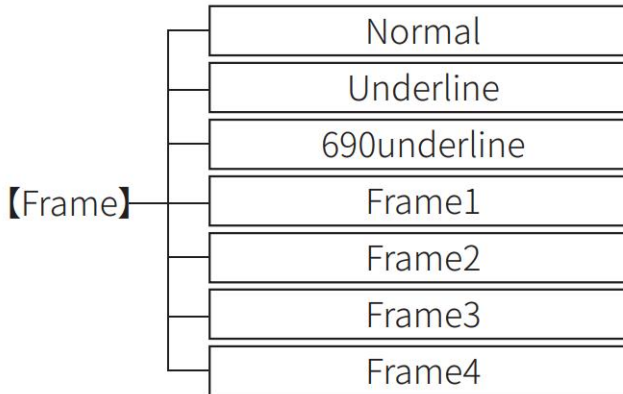 Normal
Underline
690underline
【Frame】
Frame1
Frame2
Frame3
Frame4